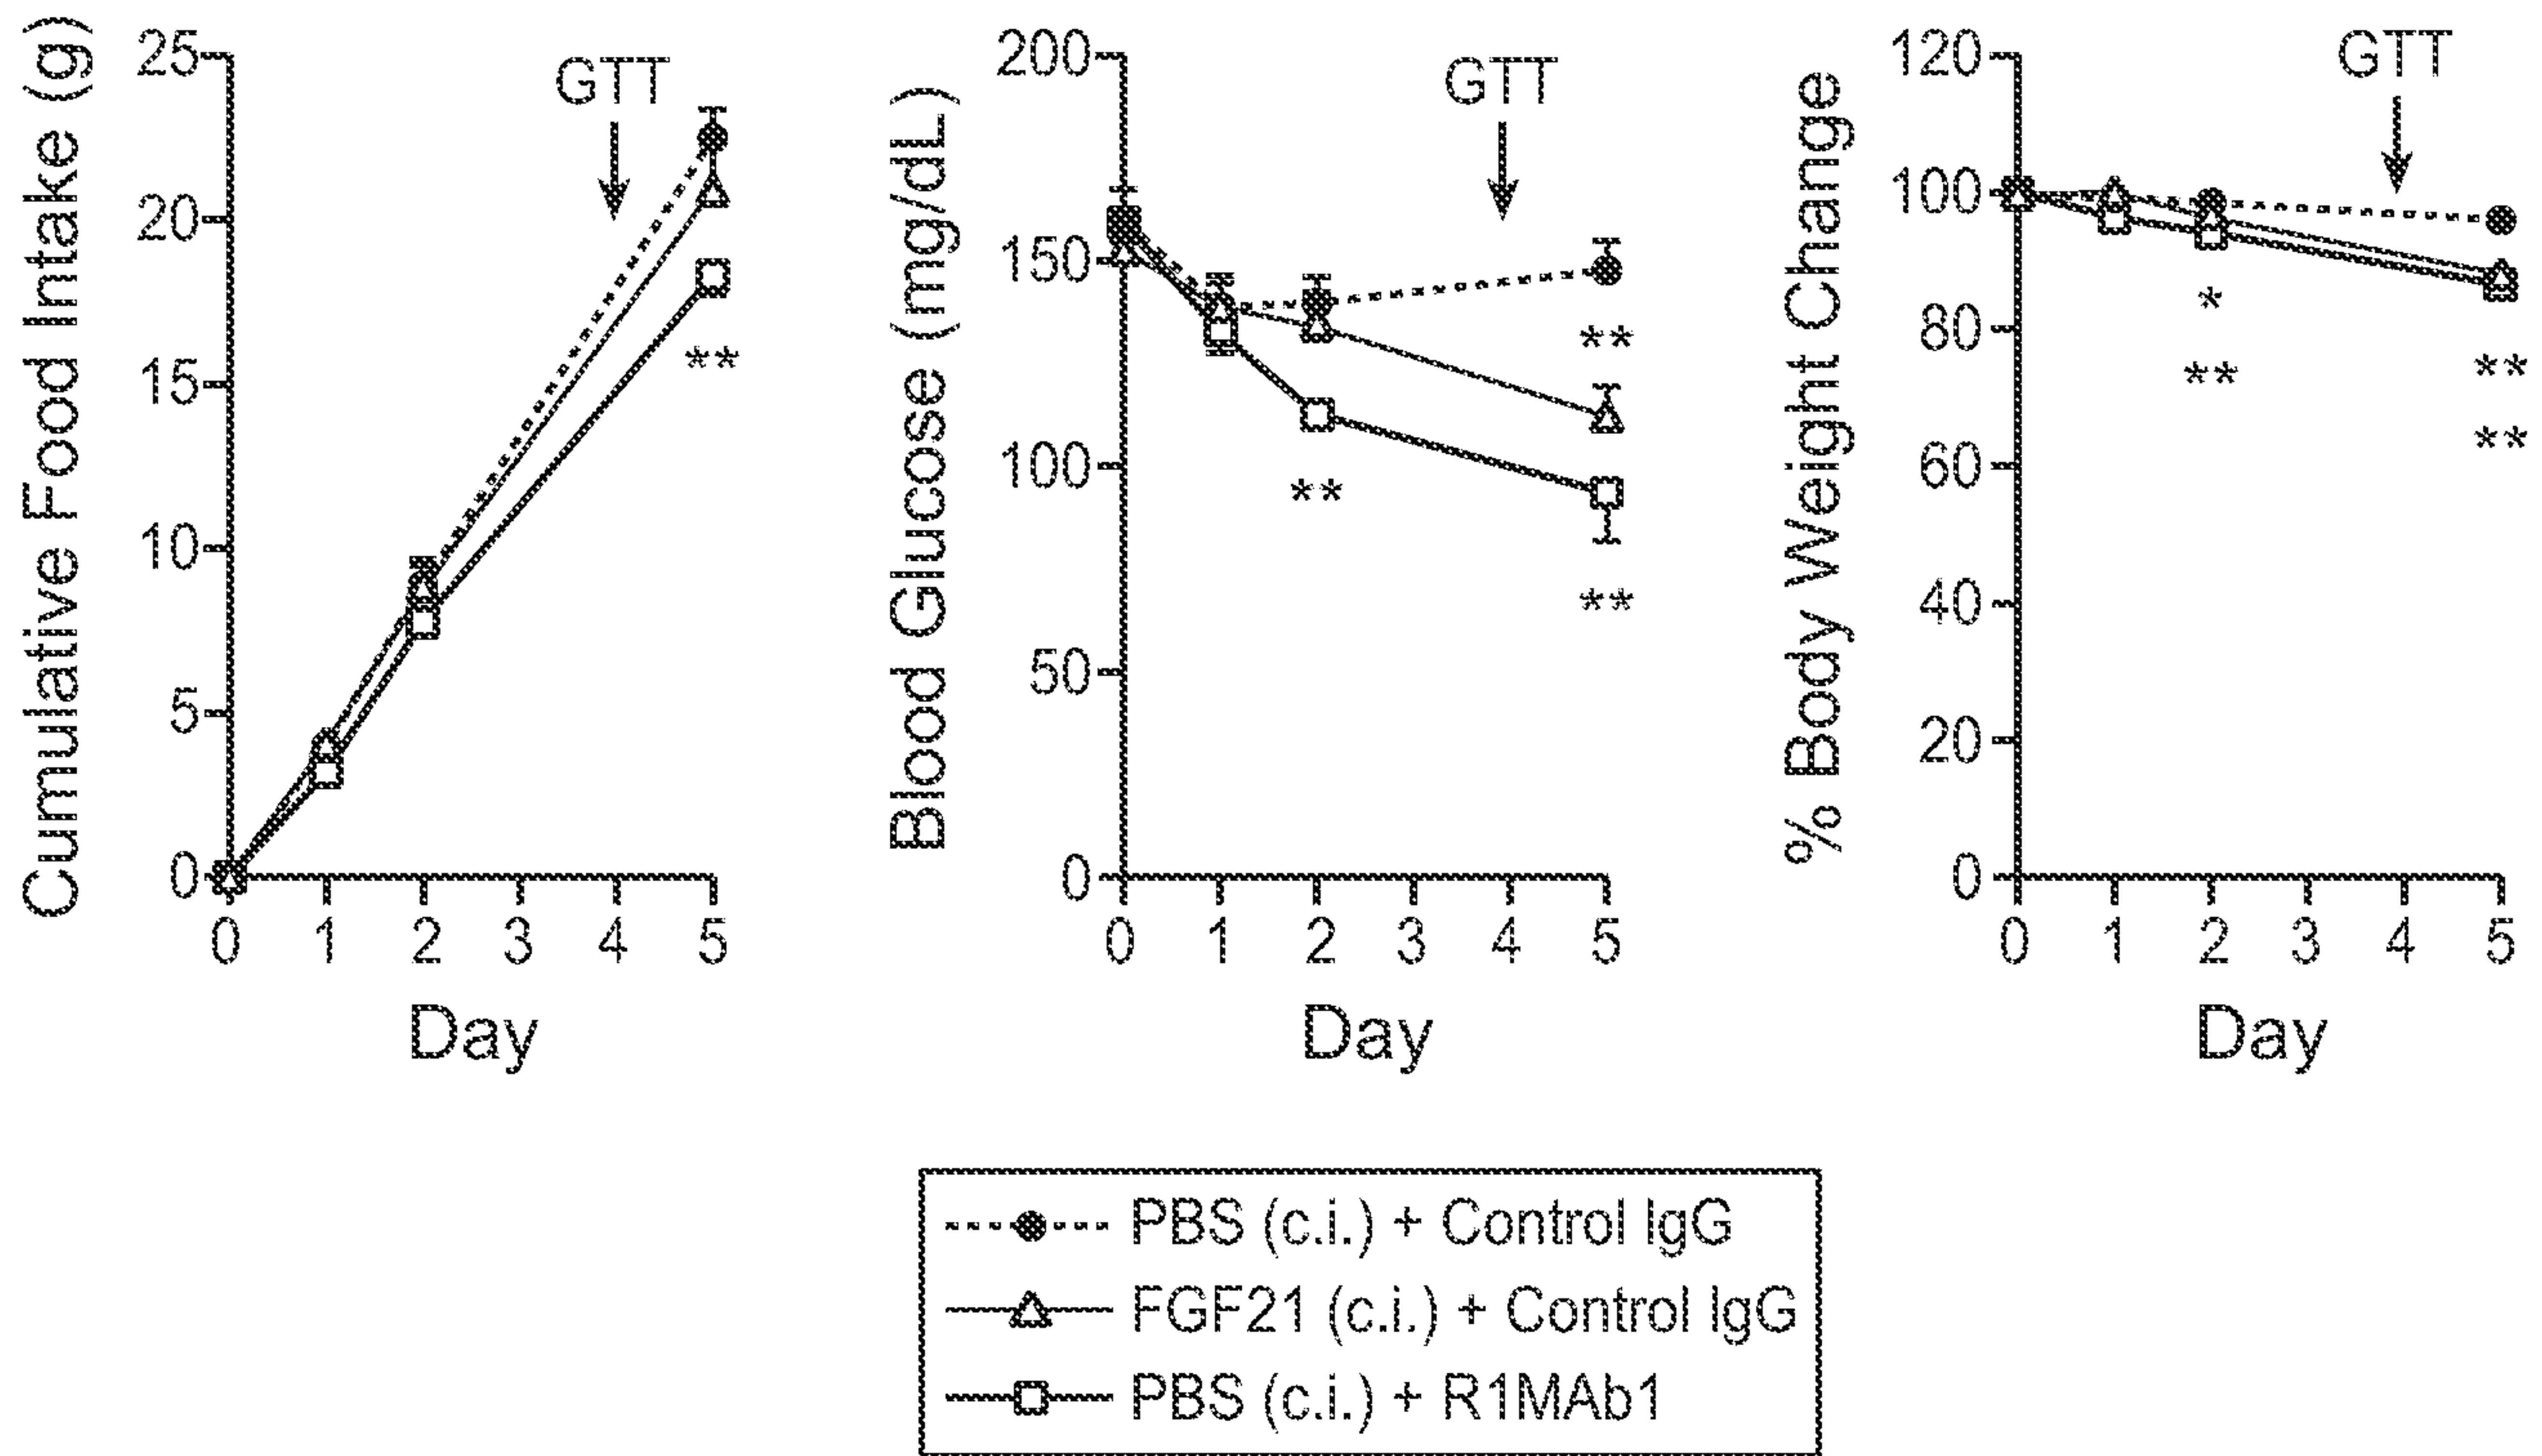 Cumulative Food Intake (g)
25
20
15
10
5
0
GTT
**
0 1 2 3 4 5
Day
Blood Glucose (mg/dL)
200
150
100
50
0
GTT
**
**
**
0 1 2 3 4 5
Day
% Body Weight Change
120
100
80
60
40
20
0
GTT
*
**
**
**
0 1 2 3 4 5
Day
PBS (c.i.) + Control IgG
FGF21 (c.i.) + Control IgG
PBS (c.i.) + R1MAb1